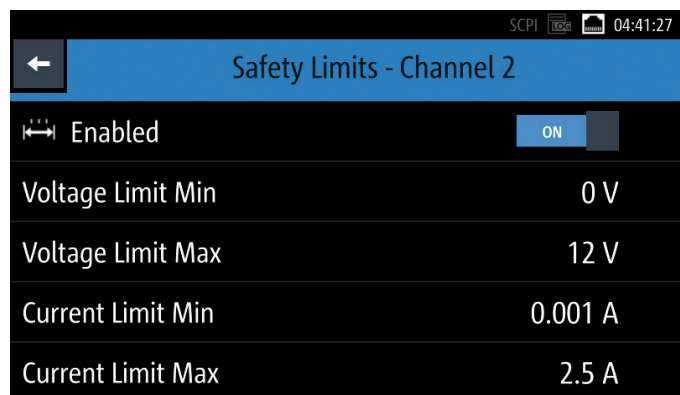 SCPI LOG 04:41:27
Safety Limits - Channel 2
Enabled ON
Voltage Limit Min 0 V
Voltage Limit Max 12 V
Current Limit Min 0.001 A
Current Limit Max 2.5 A